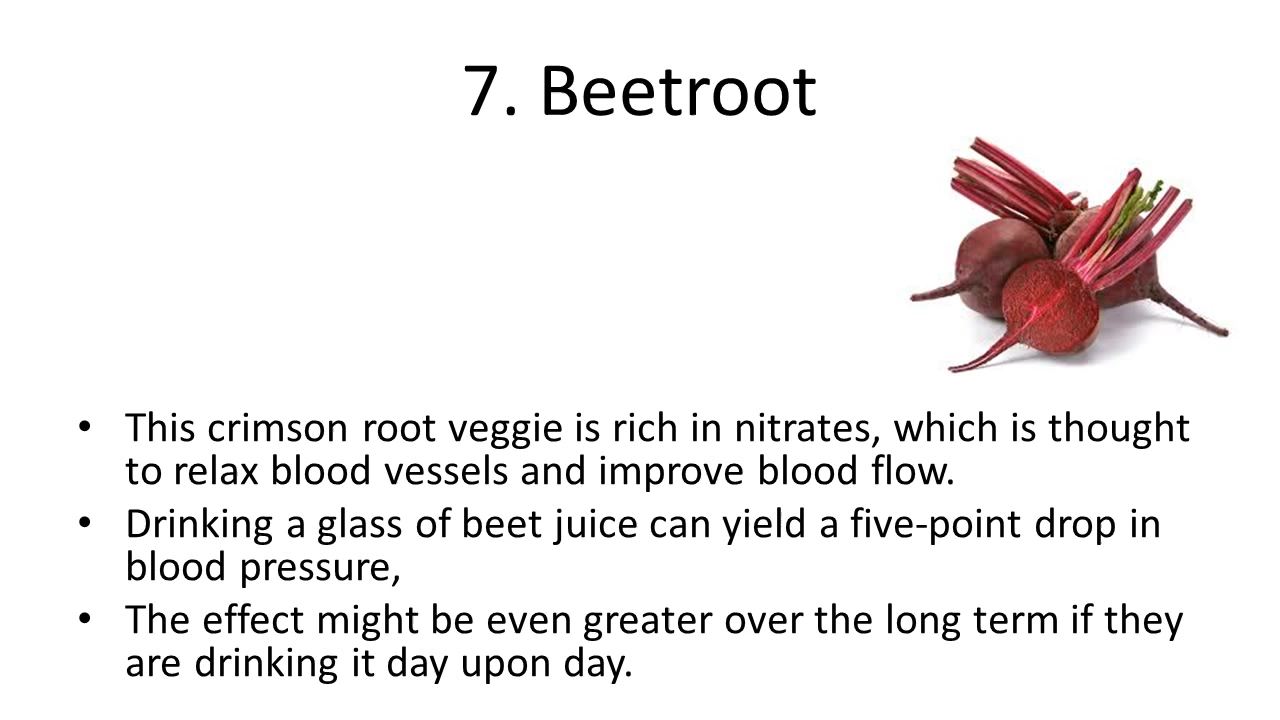 7. Beetroot
• This crimson root veggie is rich in nitrates, which is thought
to relax blood vessels and improve blood flow.
• Drinking a glass of beet juice can yield a five-point drop in
blood pressure,
• The effect might be even greater over the long term if they
are drinking it day upon day.